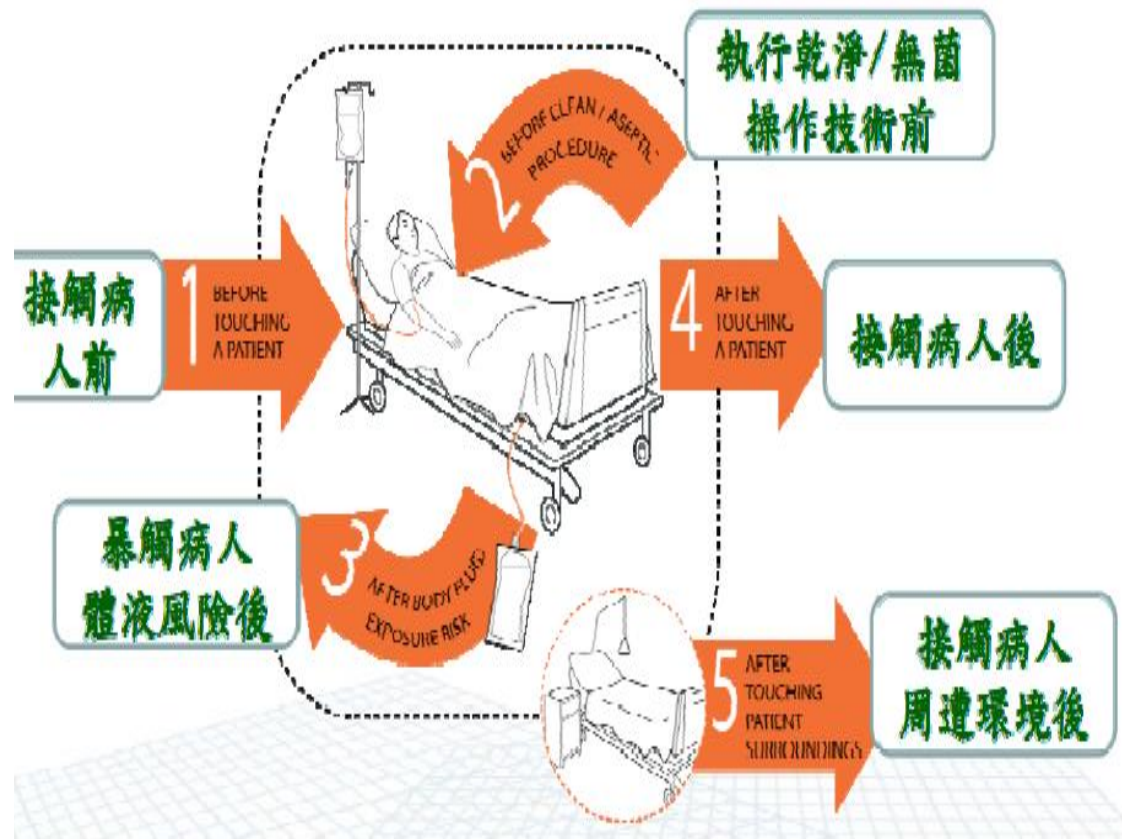 執行乾淨/無菌
操作技術前
2
BEFORE CLEAN / ASEPTIC
PROCEDURE
接觸病
人前
1
BEFORE
TOUCHING
A PATIENT
4
AFTER
TOUCHING
A PATIENT
接觸病人後
暴觸病人
體液風險後
3
AFTER BODY FLUID
EXPOSURE RISK
5
AFTER
TOUCHING
PATIENT
SURROUNDINGS
接觸病人
周遭環境後